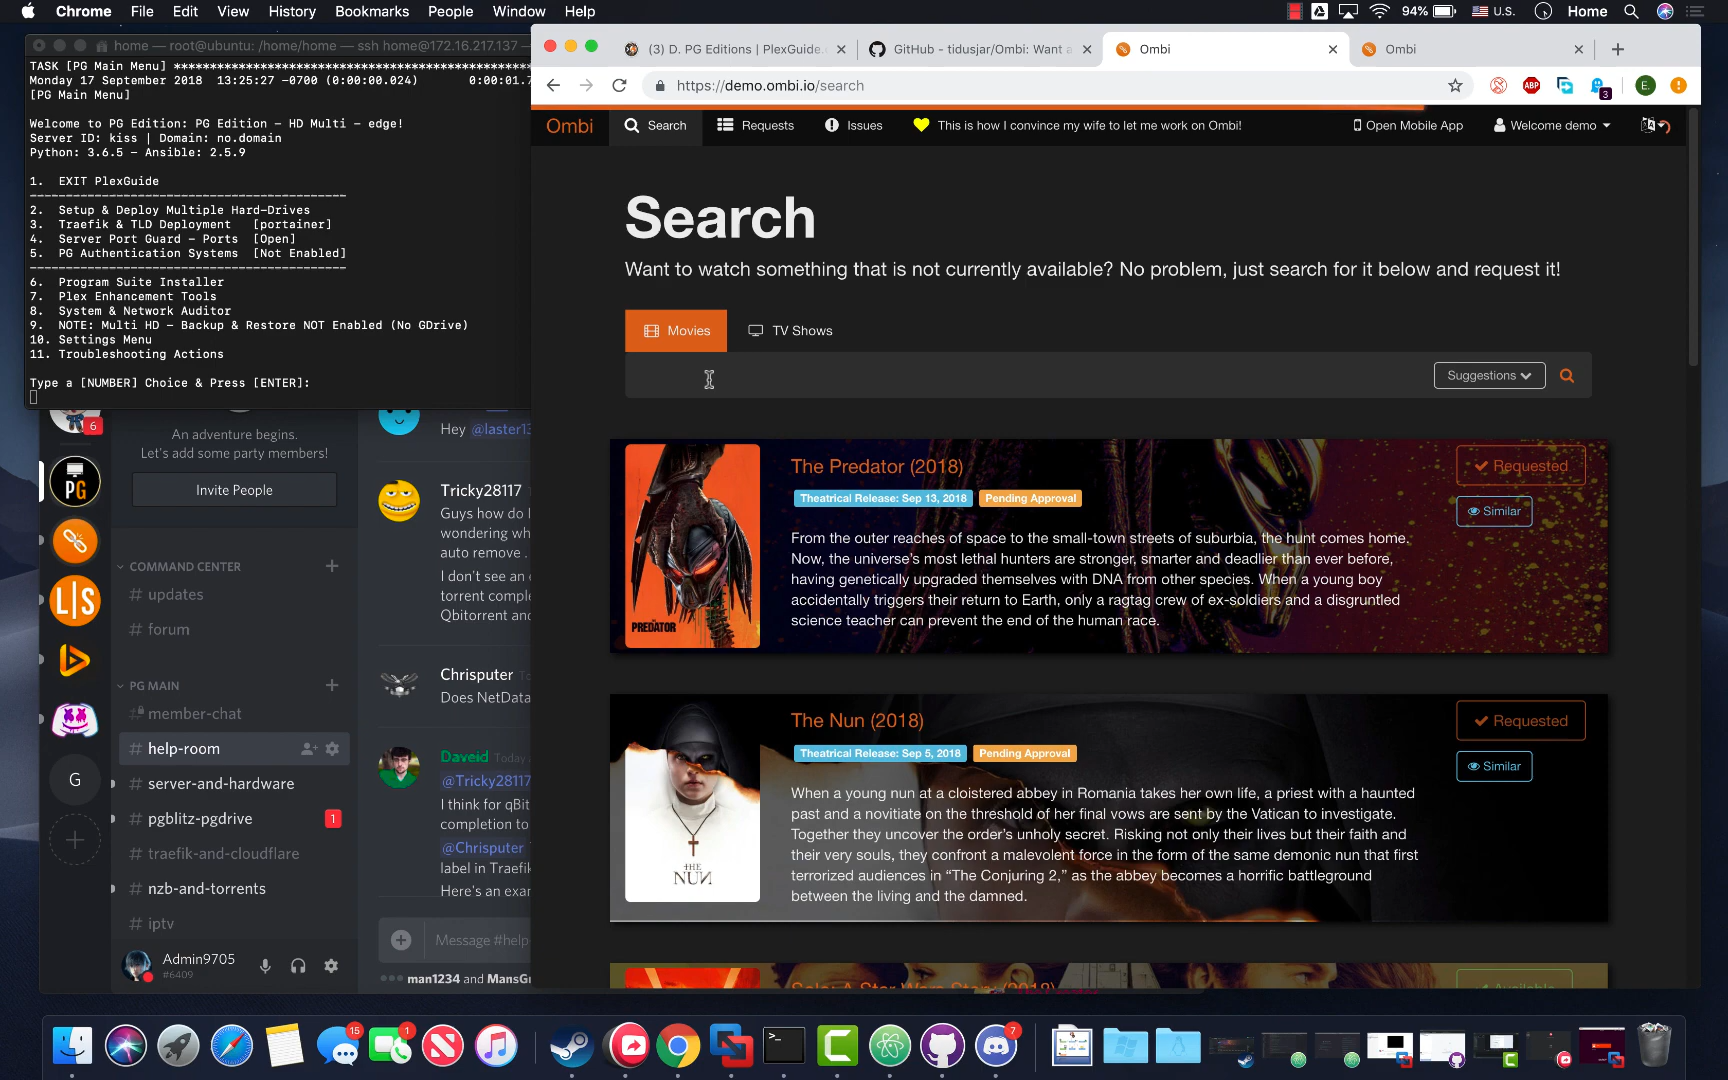 Chrome File Edit View History Bookmarks People Window Help 94% U.S. Home
home — root@ubuntu: /home/home — ssh home@172.16.217.137 —
TASK [PG Main Menu] **************************************************
Monday 17 September 2018  13:25:27 -0700 (0:00:00.024)       0:00:01.7
[PG Main Menu]
Welcome to PG Edition: PG Edition - HD Multi - edge!
Server ID: kiss | Domain: no.domain
Python: 3.6.5 - Ansible: 2.5.9
1.  EXIT PlexGuide
--------------------------------------------
2.  Setup & Deploy Multiple Hard-Drives
3.  Traefik & TLD Deployment   [portainer]
4.  Server Port Guard - Ports  [Open]
5.  PG Authentication Systems  [Not Enabled]
--------------------------------------------
6.  Program Suite Installer
7.  Plex Enhancement Tools
8.  System & Network Auditor
9.  NOTE: Multi HD - Backup & Restore NOT Enabled (No GDrive)
10. Settings Menu
11. Troubleshooting Actions
Type a [NUMBER] Choice & Press [ENTER]:
6
PG
L|S
G
An adventure begins.
Let's add some party members!
Invite People
COMMAND CENTER
# updates
# forum
PG MAIN
member-chat
# help-room
# server-and-hardware
# pgblitz-pgdrive 1
# traefik-and-cloudflare
# nzb-and-torrents
# iptv
Admin9705
#6409
Hey @laster13
Tricky28117
Guys how do I
wondering wh
auto remove .
I don't see an
torrent comple
Qbitorrent and
Chrisputer
Does NetData
Daveid Today
@Tricky28117
I think for qBit
completion to
@Chrisputer
label in Traefik
Here's an exa
Message #help
man1234 and MansGr
(3) D. PG Editions | PlexGuide.
GitHub - tidusjar/Ombi: Want a
Ombi
Ombi
https://demo.ombi.io/search
ABP
3
E.
Ombi Search Requests Issues This is how I convince my wife to let me work on Ombi! Open Mobile App Welcome demo
Search
Want to watch something that is not currently available? No problem, just search for it below and request it!
Movies TV Shows
Suggestions
The Predator (2018)
Requested
Theatrical Release: Sep 13, 2018 Pending Approval
Similar
From the outer reaches of space to the small-town streets of suburbia, the hunt comes home.
Now, the universe's most lethal hunters are stronger, smarter and deadlier than ever before,
having genetically upgraded themselves with DNA from other species. When a young boy
accidentally triggers their return to Earth, only a ragtag crew of ex-soldiers and a disgruntled
science teacher can prevent the end of the human race.
PREDATOR
The Nun (2018)
Requested
Theatrical Release: Sep 5, 2018 Pending Approval
Similar
When a young nun at a cloistered abbey in Romania takes her own life, a priest with a haunted
past and a novitiate on the threshold of her final vows are sent by the Vatican to investigate.
Together they uncover the order's unholy secret. Risking not only their lives but their faith and
their very souls, they confront a malevolent force in the form of the same demonic nun that first
terrorized audiences in “The Conjuring 2,” as the abbey becomes a horrific battleground
between the living and the damned.
THE
NUN
Solo: A Star Wars Story (2018)
Available
15
1
7